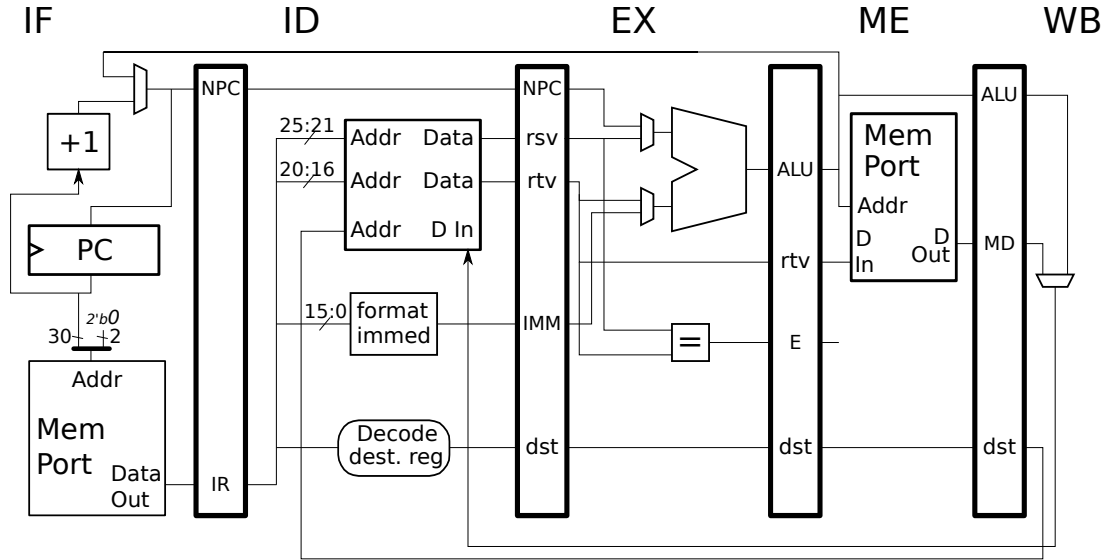 IF ID EX ME WB
NPC NPC ALU
+1
25:21 Addr Data rsv
Mem
Port
20:16 Addr Data rtv ALU
Addr
PC
Addr D In
D
In
D
Out
MD
rtv
2'b0
30 2
15:0 format
immed
IMM
=
E
Addr
Mem
Port
Data
Out
Decode
dest. reg
dst dst dst
IR